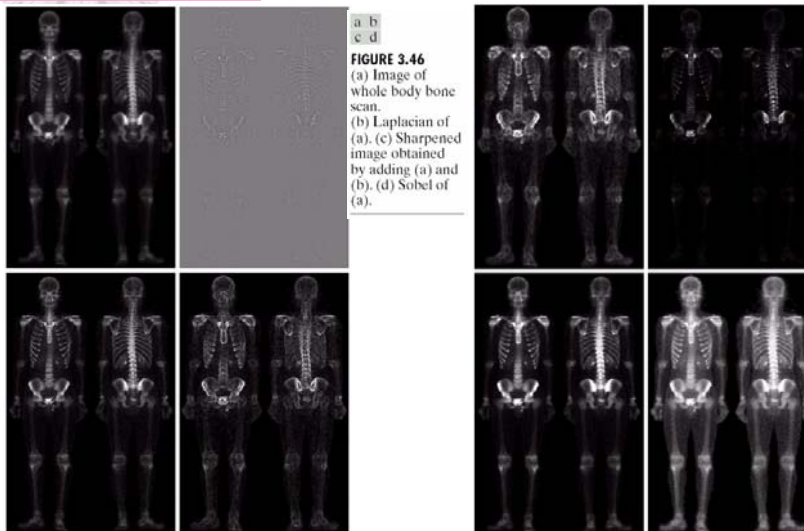 a b
c d
FIGURE 3.46
(a) Image of
whole body bone
scan.
(b) Laplacian of
(a). (c) Sharpened
image obtained
by adding (a) and
(b). (d) Sobel of
(a).